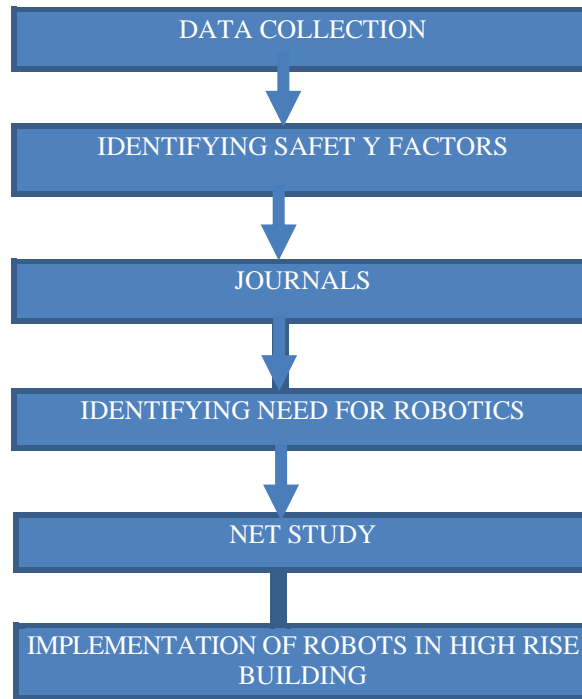 DATA COLLECTION
IDENTIFYING SAFET Y FACTORS
JOURNALS
IDENTIFYING NEED FOR ROBOTICS
NET STUDY
IMPLEMENTATION OF ROBOTS IN HIGH RISE
BUILDING